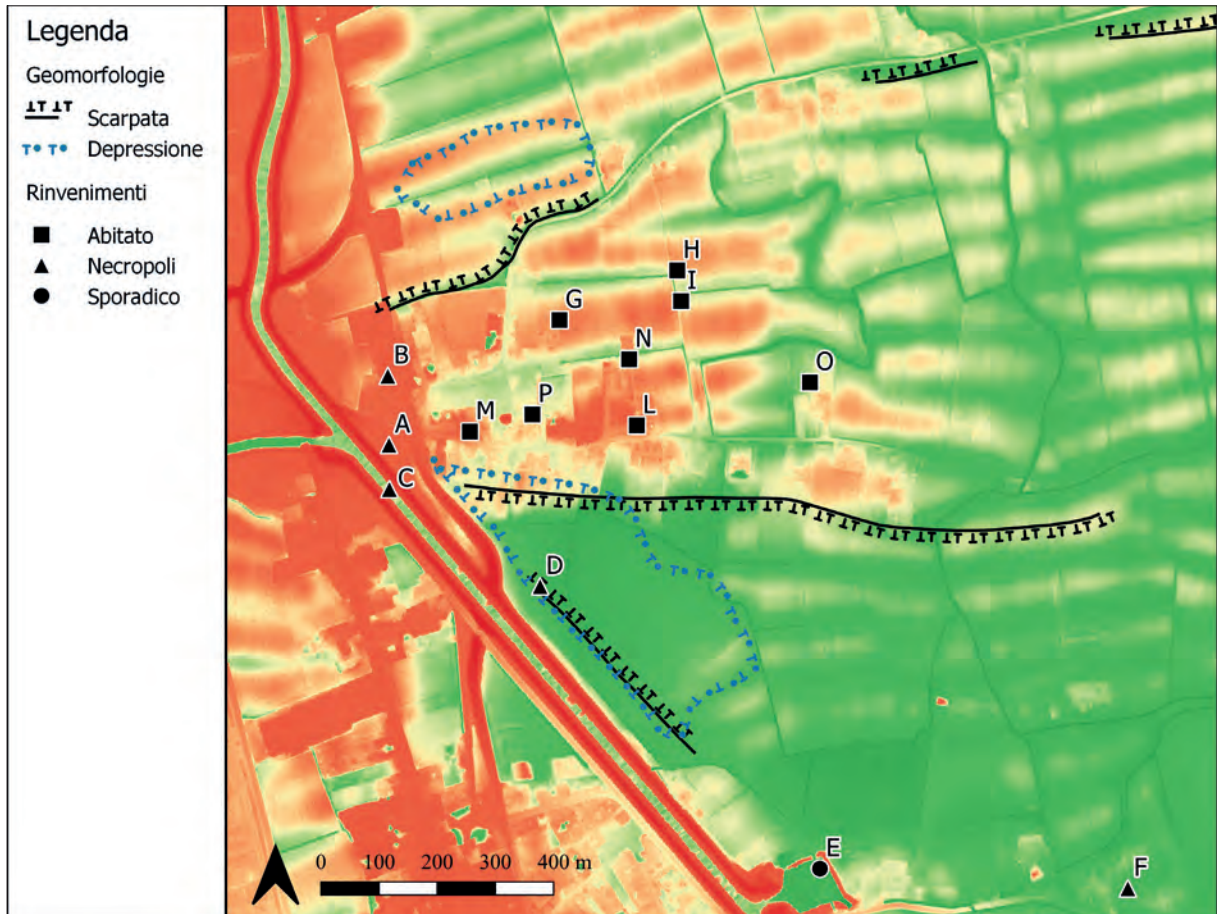 Legenda
Geomorfologie
Scarpata
Depressione
Rinvenimenti
Abitato
Necropoli
Sporadico
H
I
G
N
B
O
P
L
M
A
C
D
E
F
0 100 200 300 400 m